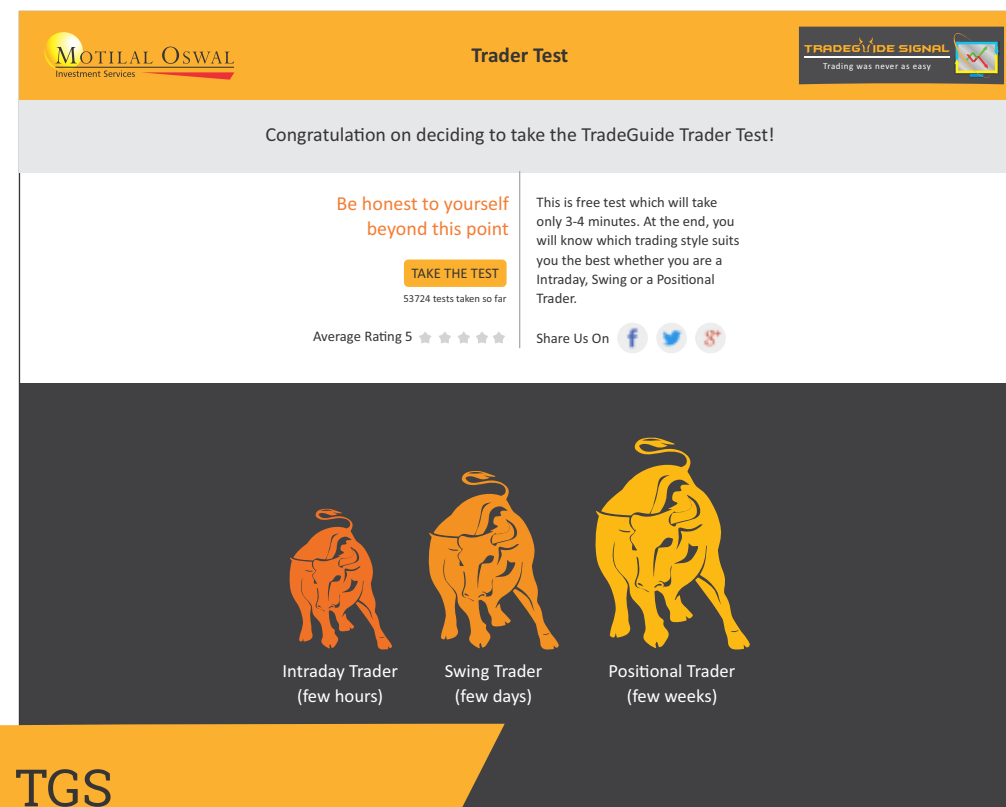 MOTILAL OSWAL
Investment Services
Trader Test
TRADEGUIDE SIGNAL
Trading was never as easy
Congratulation on deciding to take the TradeGuide Trader Test!
Be honest to yourself
beyond this point
TAKE THE TEST
53724 tests taken so far
Average Rating 5
This is free test which will take
only 3-4 minutes. At the end, you
will know which trading style suits
you the best whether you are a
Intraday, Swing or a Positional
Trader.
Share Us On
Intraday Trader
(few hours)
Swing Trader
(few days)
Positional Trader
(few weeks)
TGS